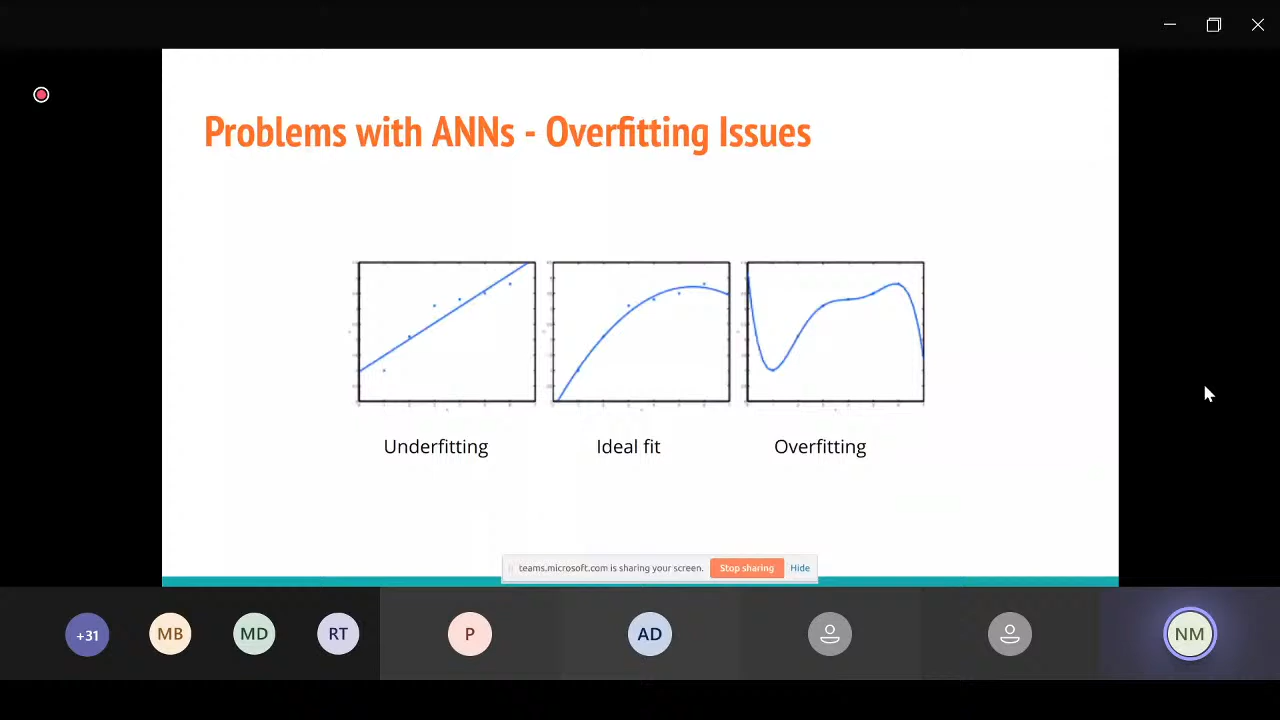 Problems with ANNs - Overfitting Issues
Underfitting
Ideal fit
Overfitting
teams.microsoft.com is sharing your screen.
Stop sharing
Hide
+31
MB
MD
RT
P
AD
NM